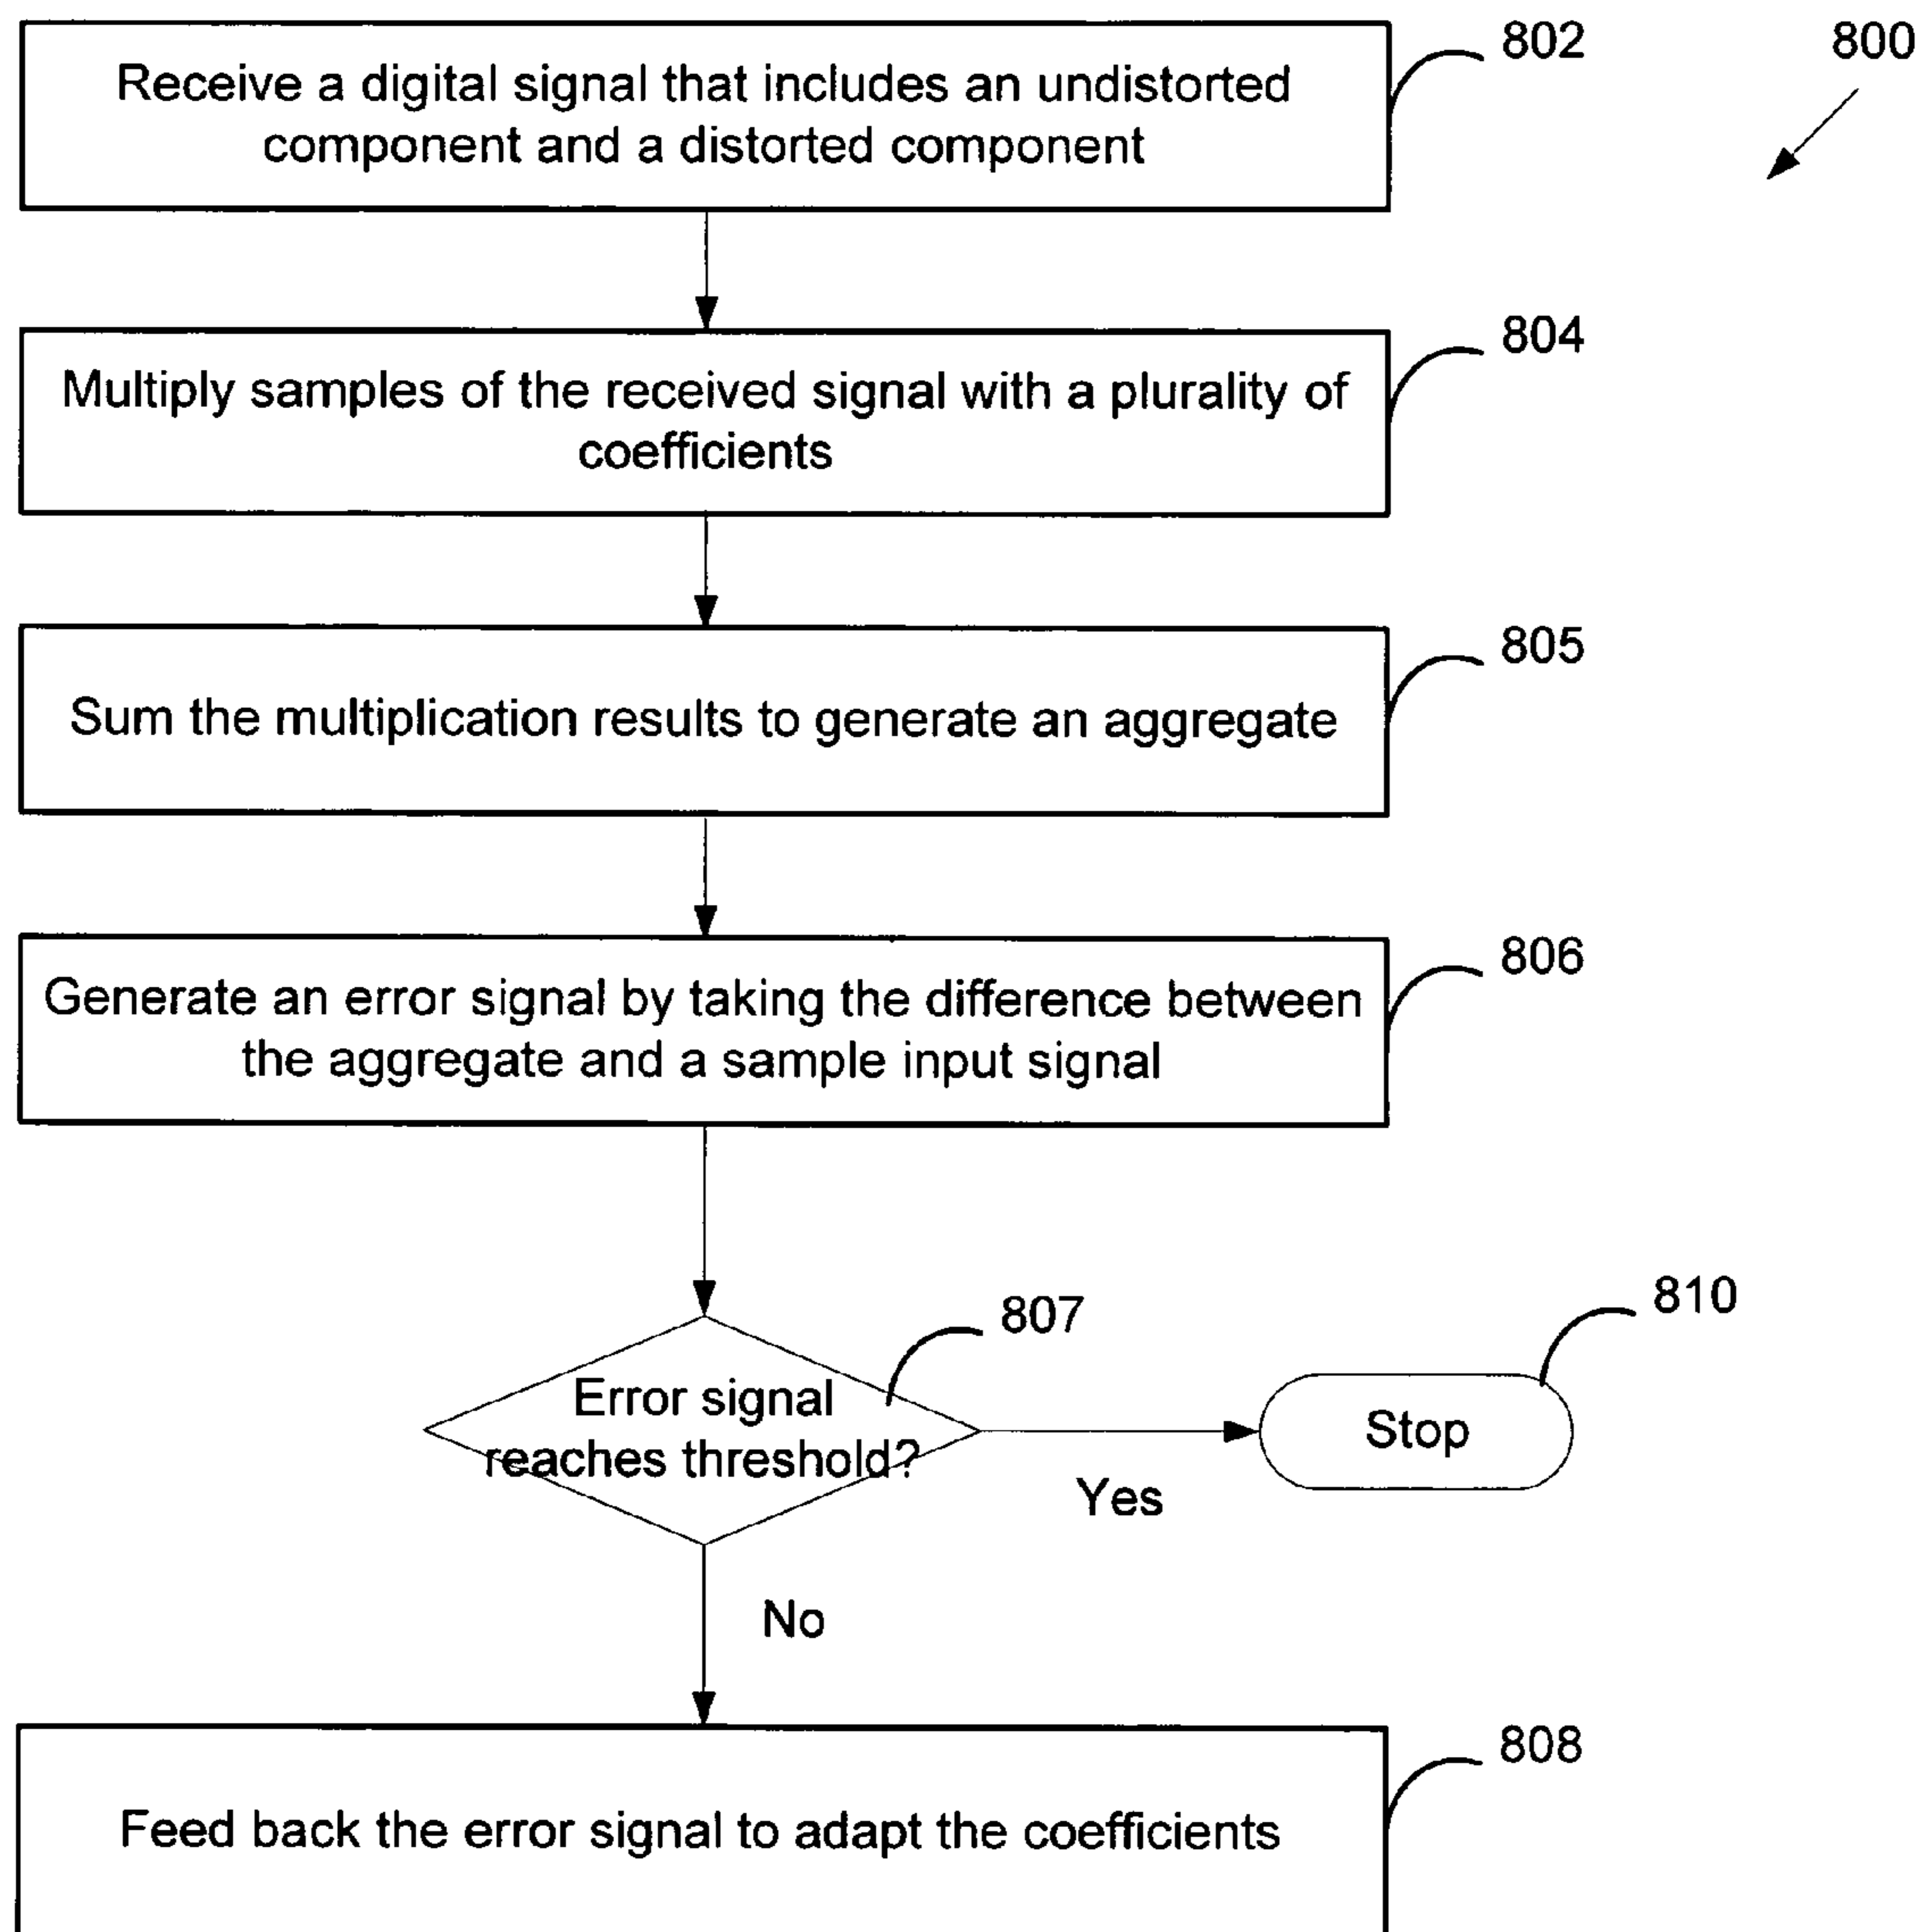 802
800
Receive a digital signal that includes an undistorted
component and a distorted component
804
Multiply samples of the received signal with a plurality of
coefficients
805
Sum the multiplication results to generate an aggregate
806
Generate an error signal by taking the difference between
the aggregate and a sample input signal
807
810
Error signal
reaches threshold?
Stop
Yes
No
808
Feed back the error signal to adapt the coefficients